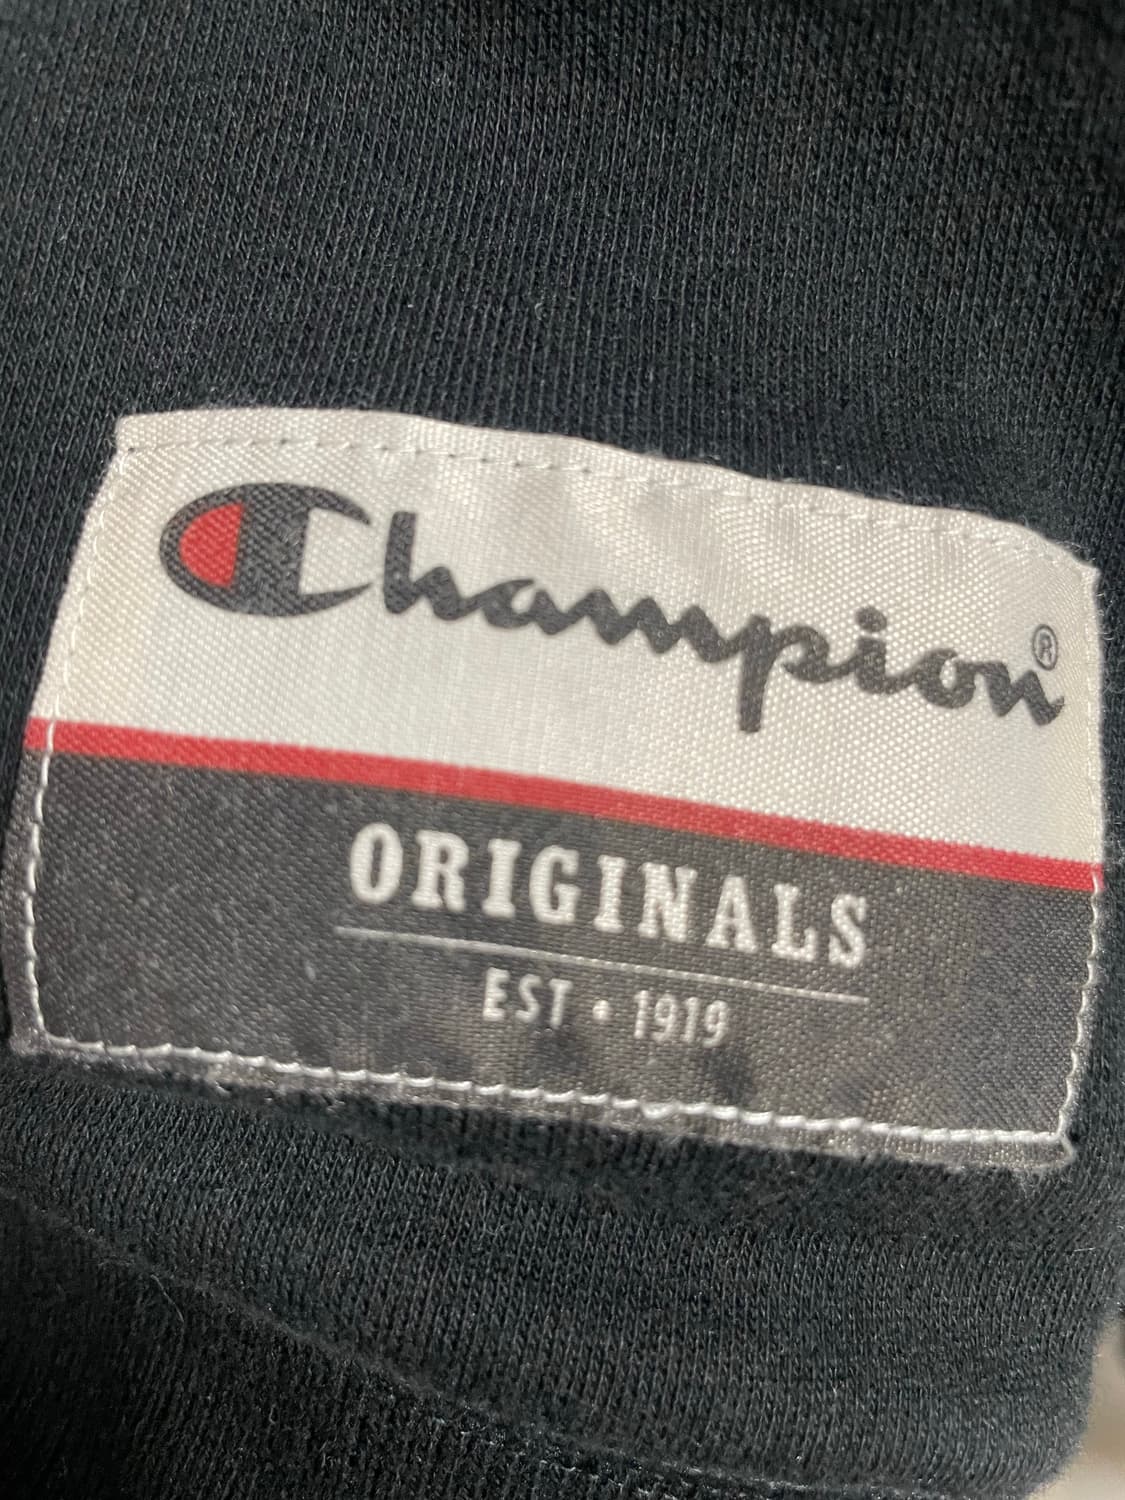 Champion®
ORIGINALS
EST • 1919